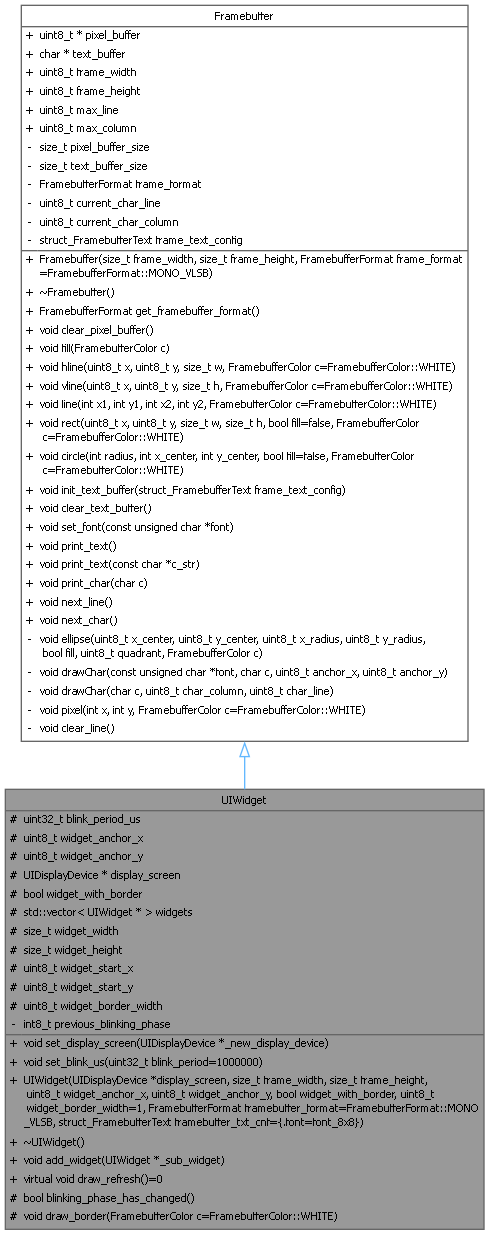 Framebuffer
+ uint8_t * pixel_buffer
+ char * text_buffer
+ uint8_t frame_width
+ uint8_t frame_height
+ uint8_t max_line
+ uint8_t max_column
- size_t pixel_buffer_size
- size_t text_buffer_size
- FramebufferFormat frame_format
- uint8_t current_char_line
- uint8_t current_char_column
- struct_FramebufferText frame_text_config
+ Framebuffer(size_t frame_width, size_t frame_height, FramebufferFormat frame_format
=FramebufferFormat::MONO_VLSB)
+ ~Framebuffer()
+ FramebufferFormat get_framebuffer_format()
+ void clear_pixel_buffer()
+ void fill(FramebufferColor c)
+ void hline(uint8_t x, uint8_t y, size_t w, FramebufferColor c=FramebufferColor::WHITE)
+ void vline(uint8_t x, uint8_t y, size_t h, FramebufferColor c=FramebufferColor::WHITE)
+ void line(int x1, int y1, int x2, int y2, FramebufferColor c=FramebufferColor::WHITE)
+ void rect(uint8_t x, uint8_t y, size_t w, size_t h, bool fill=false, FramebufferColor
c=FramebufferColor::WHITE)
+ void circle(int radius, int x_center, int y_center, bool fill=false, FramebufferColor
c=FramebufferColor::WHITE)
+ void init_text_buffer(struct_FramebufferText frame_text_config)
+ void clear_text_buffer()
+ void set_font(const unsigned char *font)
+ void print_text()
+ void print_text(const char *c_str)
+ void print_char(char c)
+ void next_line()
+ void next_char()
- void ellipse(uint8_t x_center, uint8_t y_center, uint8_t x_radius, uint8_t y_radius,
bool fill, uint8_t quadrant, FramebufferColor c)
- void drawChar(const unsigned char *font, char c, uint8_t anchor_x, uint8_t anchor_y)
- void drawChar(char c, uint8_t char_column, uint8_t char_line)
- void pixel(int x, int y, FramebufferColor c=FramebufferColor::WHITE)
- void clear_line()
UIWidget
# uint32_t blink_period_us
# uint8_t widget_anchor_x
# uint8_t widget_anchor_y
# UIDisplayDevice * display_screen
# bool widget_with_border
# std::vector< UIWidget * > widgets
# size_t widget_width
# size_t widget_height
# uint8_t widget_start_x
# uint8_t widget_start_y
# uint8_t widget_border_width
- int8_t previous_blinking_phase
+ void set_display_screen(UIDisplayDevice *_new_display_device)
+ void set_blink_us(uint32_t blink_period=1000000)
+ UIWidget(UIDisplayDevice *display_screen, size_t frame_width, size_t frame_height,
uint8_t widget_anchor_x, uint8_t widget_anchor_y, bool widget_with_border, uint8_t
widget_border_width=1, FramebufferFormat framebuffer_format=FramebufferFormat::MONO
_VLSB, struct_FramebufferText framebuffer_txt_cnf={.font=font_8x8})
+ ~UIWidget()
+ void add_widget(UIWidget *_sub_widget)
+ virtual void draw_refresh()=0
# bool blinking_phase_has_changed()
# void draw_border(FramebufferColor c=FramebufferColor::WHITE)